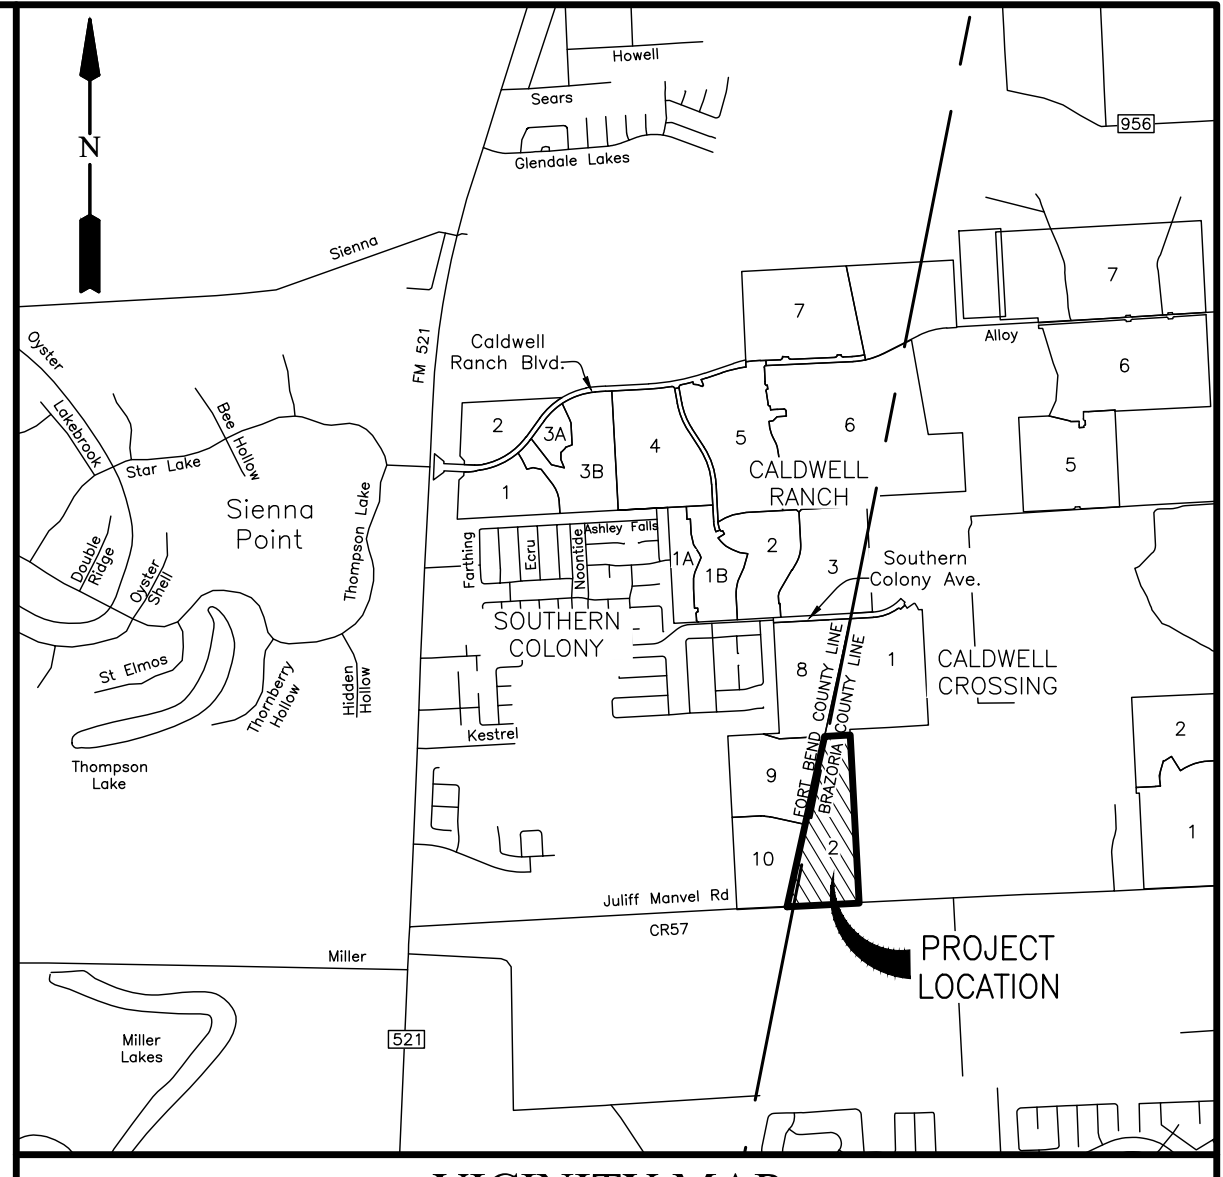 Howell
Sears
956
N
Glendale Lakes
Sienna
7
7
Oyster
FM 521
Caldwell
Ranch Blvd.
Alloy
6
Lakebrook
Bee Hollow
2
3A
4
5
6
Star Lake
3B
5
CALDWELL
RANCH
1
Sienna
Point
Thompson Lake
Ashley Falls
Farthing
Ecru
Noontide
Double
Ridge
Oyster
Shell
1A
1B
2
3
Southern
Colony Ave.
SOUTHERN
COLONY
FORT BEND COUNTY LINE
BRAZORIA COUNTY LINE
8
1
CALDWELL
CROSSING
St Elmos
Thornberry
Hollow
Hidden
Hollow
Kestrel
2
Thompson
Lake
9
1
10
2
Juliff Manvel Rd
CR57
PROJECT
LOCATION
Miller
Miller
Lakes
521
VICINITY MAP